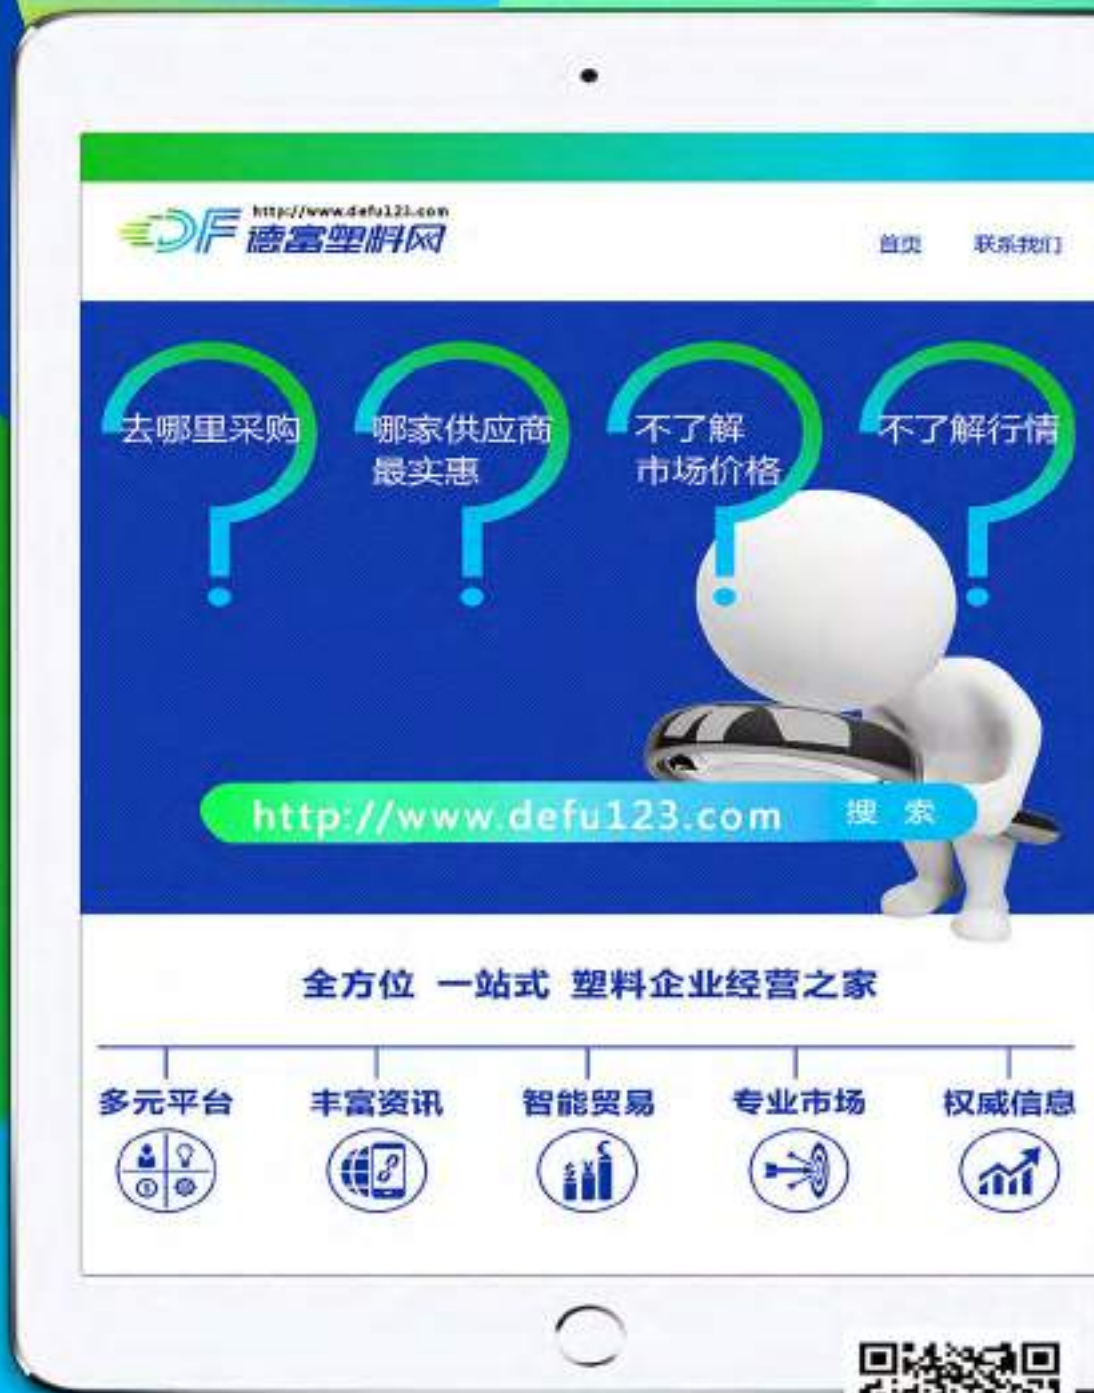 http://www.defu123.com
DF 德富塑料网
首页 联系我们
去哪里采购
哪家供应商
最实惠
不了解
市场价格
不了解行情
http://www.defu123.com 搜索
全方位 一站式 塑料企业经营之家
多元平台 丰富资讯 智能贸易 专业市场 权威信息